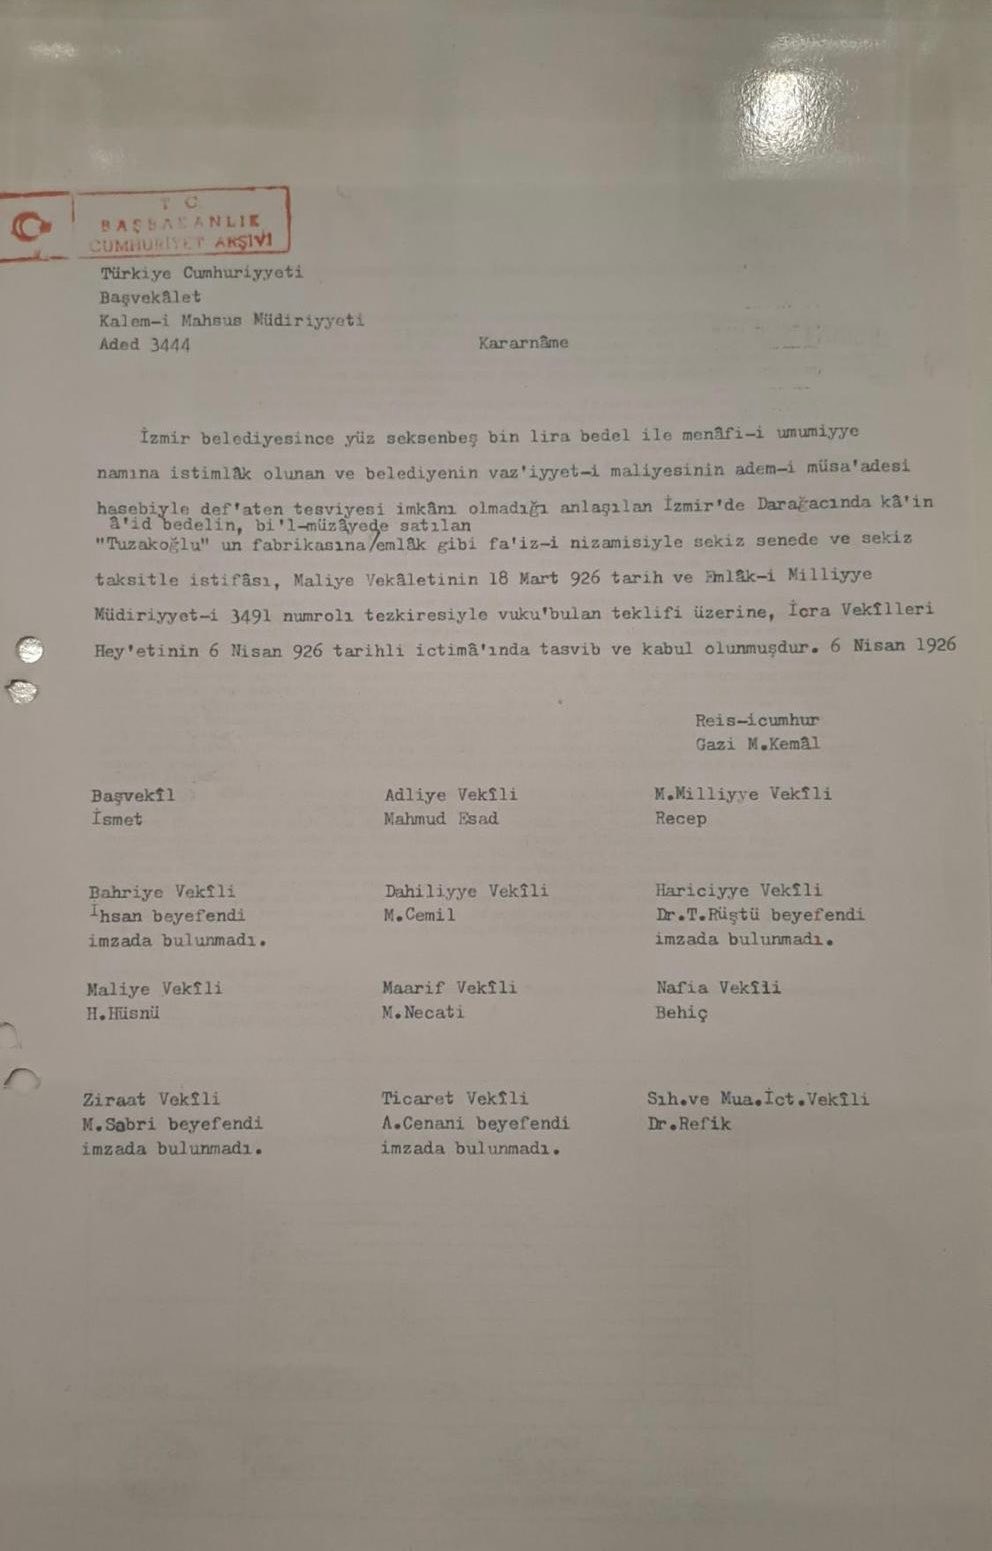 T C
BAŞBAKANLIK
CUMHURİYET ARŞİVİ
Türkiye Cumhuriyyeti
Başvekâlet
Kalem-i Mahsus Müdiriyyeti
Aded 3444
Kararnâme
İzmir belediyesince yüz seksenbeş bin lira bedel ile menâfi-i umumiyye
namına istimlâk olunan ve belediyenin vaz'iyyet-i maliyesinin adem-i müsa'adesi
hasebiyle def'aten tesviyesi imkânı olmadığı anlaşılan İzmir'de Darağacında kâ'in
â'id bedelin, bi'l-müzâyede satılan
"Tuzakoğlu" un fabrikasına/emlâk gibi fa'iz-i nizamisiyle sekiz senede ve sekiz
taksitle istifâsı, Maliye Vekâletinin 18 Mart 926 tarih ve Emlâk-i Milliyye
Müdiriyyet-i 3491 numrolı tezkiresiyle vuku'bulan teklifi üzerine, İcra Vekîlleri
Hey'etinin 6 Nisan 926 tarihli ictimâ'ında tasvib ve kabul olunmuşdur. 6 Nisan 1926
Reis-icumhur
Gazi M.Kemâl
Başvekîl Adliye Vekîli M.Milliyye Vekîli
İsmet Mahmud Esad Recep
Bahriye Vekîli Dahiliyye Vekîli Hariciyye Vekîli
İhsan beyefendi M.Cemil Dr.T.Rüştü beyefendi
imzada bulunmadı. imzada bulunmadı.
Maliye Vekîli Maarif Vekîli Nafia Vekîli
H.Hüsnü M.Necati Behiç
Ziraat Vekîli Ticaret Vekîli Sıh.ve Mua.İct.Vekîli
M.Sabri beyefendi A.Cenani beyefendi Dr.Refik
imzada bulunmadı. imzada bulunmadı.